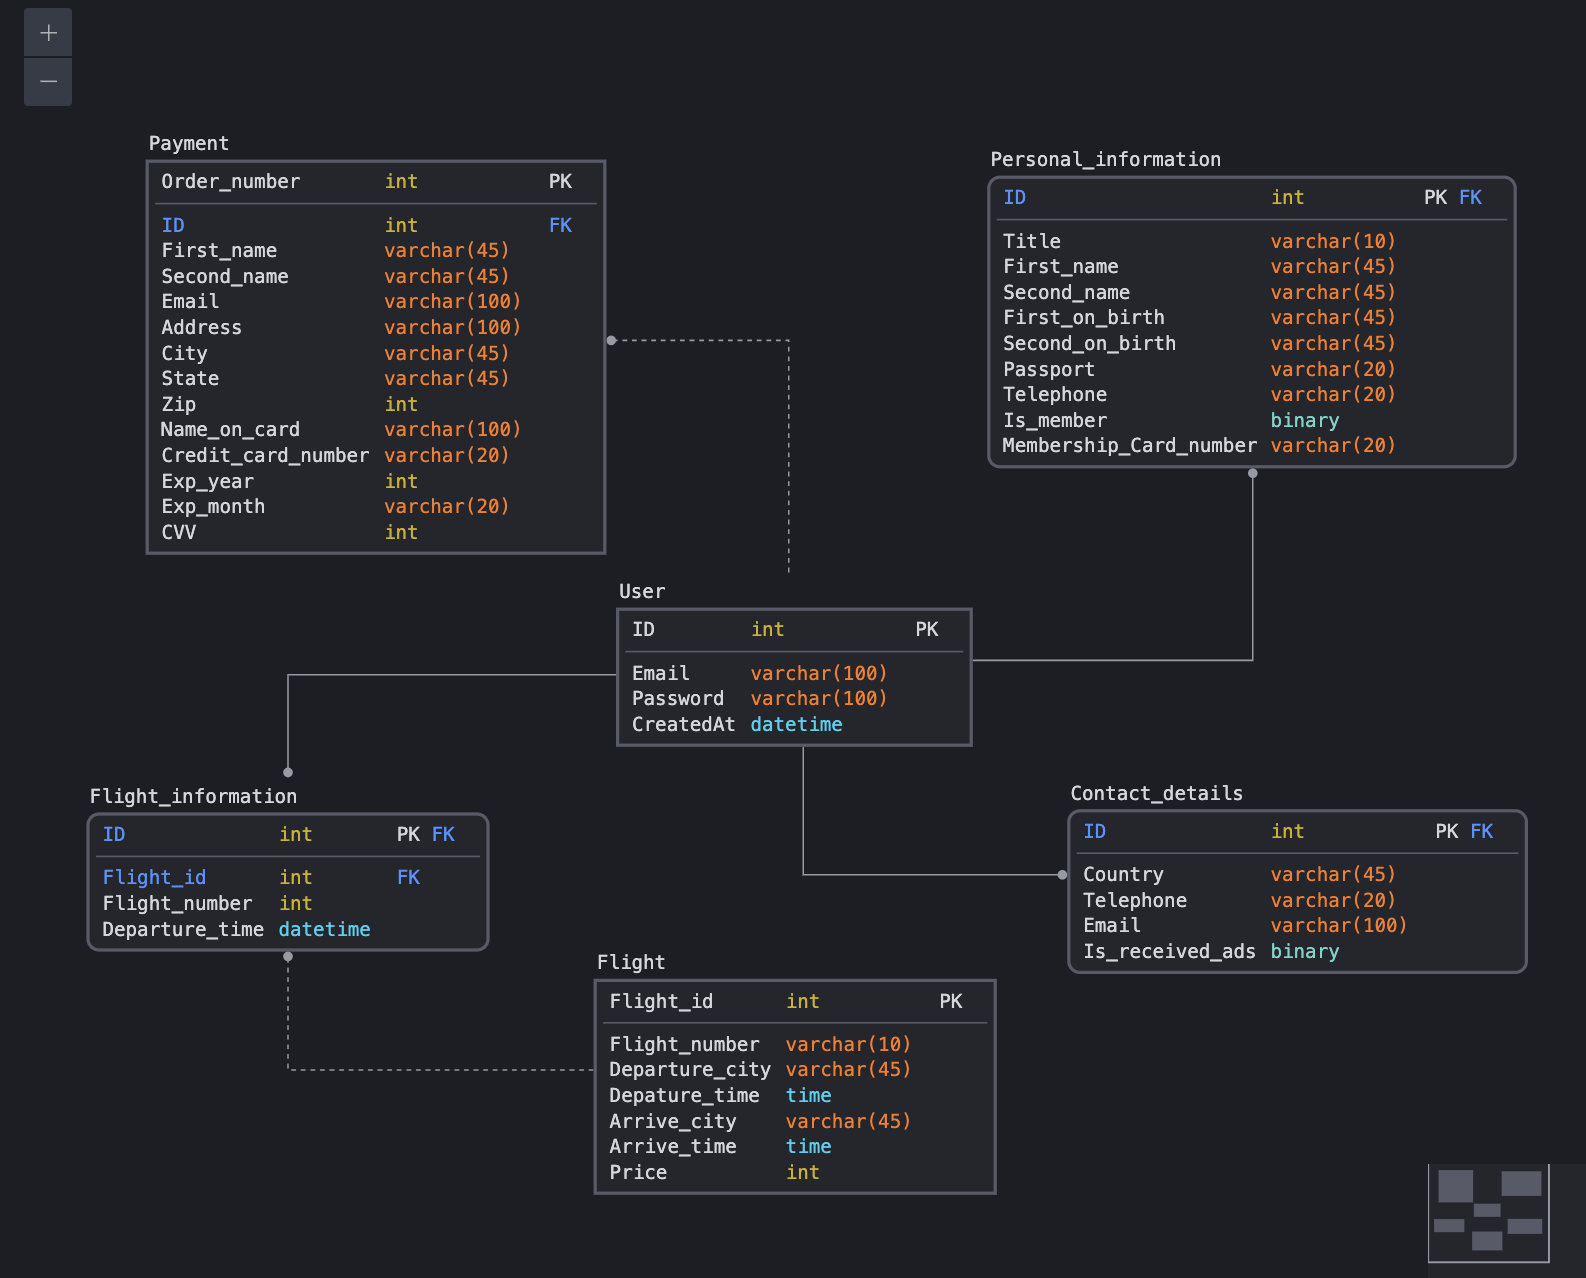 +
−
Payment
Order_number int PK
ID int FK
First_name varchar(45)
Second_name varchar(45)
Email varchar(100)
Address varchar(100)
City varchar(45)
State varchar(45)
Zip int
Name_on_card varchar(100)
Credit_card_number varchar(20)
Exp_year int
Exp_month varchar(20)
CVV int
Personal_information
ID int PK FK
Title varchar(10)
First_name varchar(45)
Second_name varchar(45)
First_on_birth varchar(45)
Second_on_birth varchar(45)
Passport varchar(20)
Telephone varchar(20)
Is_member binary
Membership_Card_number varchar(20)
User
ID int PK
Email varchar(100)
Password varchar(100)
CreatedAt datetime
Flight_information
ID int PK FK
Flight_id int FK
Flight_number int
Departure_time datetime
Contact_details
ID int PK FK
Country varchar(45)
Telephone varchar(20)
Email varchar(100)
Is_received_ads binary
Flight
Flight_id int PK
Flight_number varchar(10)
Departure_city varchar(45)
Depature_time time
Arrive_city varchar(45)
Arrive_time time
Price int